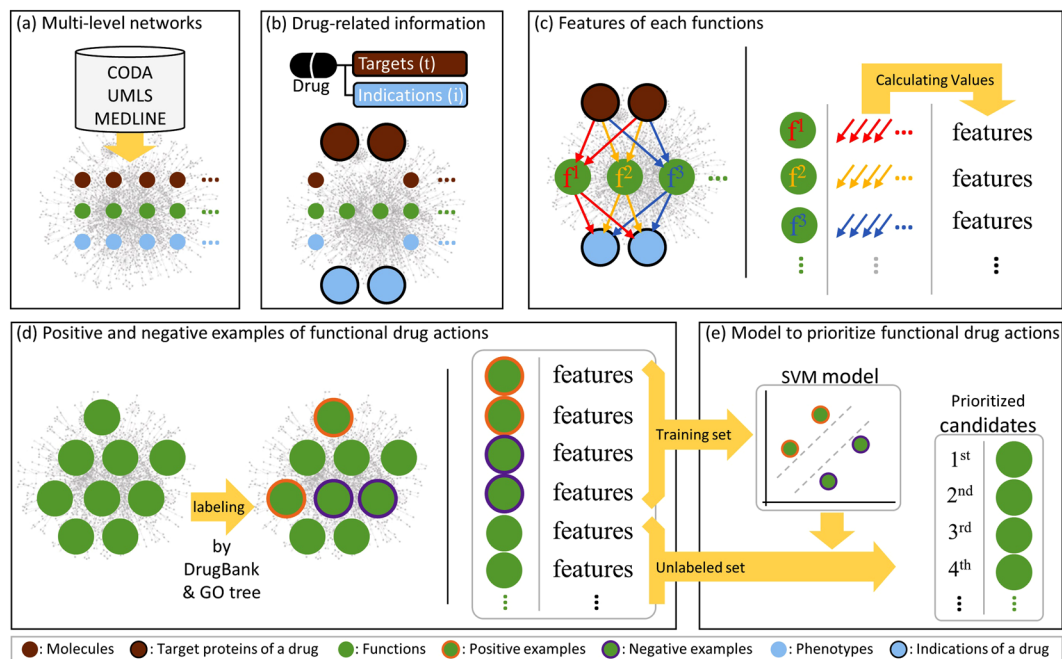 (a) Multi-level networks
CODA
UMLS
MEDLINE
(b) Drug-related information
Drug
Targets (t)
Indications (i)
(c) Features of each functions
f1
f2
f3
Calculating Values
f1
features
f2
features
f3
features
(d) Positive and negative examples of functional drug actions
labeling
by
DrugBank
& GO tree
features
features
features
features
features
features
Training set
Unlabeled set
(e) Model to prioritize functional drug actions
SVM model
Prioritized
candidates
1st
2nd
3rd
4th
: Molecules
: Target proteins of a drug
: Functions
: Positive examples
: Negative examples
: Phenotypes
: Indications of a drug